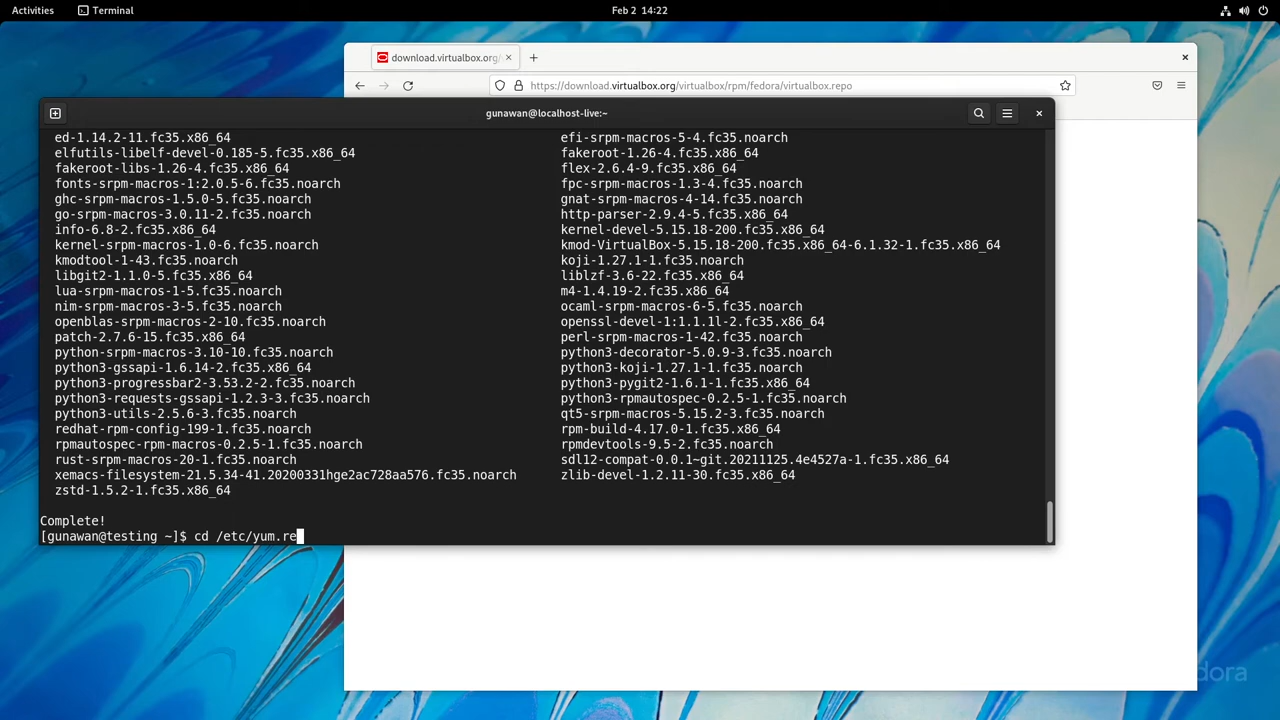 Activities
Terminal
Feb 2 14:22
download.virtualbox.org/
https://download.virtualbox.org/virtualbox/rpm/fedora/virtualbox.repo
gunawan@localhost-live:~
ed-1.14.2-11.fc35.x86_64 efi-srpm-macros-5-4.fc35.noarch
elfutils-libelf-devel-0.185-5.fc35.x86_64 fakeroot-1.26-4.fc35.x86_64
fakeroot-libs-1.26-4.fc35.x86_64 flex-2.6.4-9.fc35.x86_64
fonts-srpm-macros-1:2.0.5-6.fc35.noarch fpc-srpm-macros-1.3-4.fc35.noarch
ghc-srpm-macros-1.5.0-5.fc35.noarch gnat-srpm-macros-4-14.fc35.noarch
go-srpm-macros-3.0.11-2.fc35.noarch http-parser-2.9.4-5.fc35.x86_64
info-6.8-2.fc35.x86_64 kernel-devel-5.15.18-200.fc35.x86_64
kernel-srpm-macros-1.0-6.fc35.noarch kmod-VirtualBox-5.15.18-200.fc35.x86_64-6.1.32-1.fc35.x86_64
kmodtool-1-43.fc35.noarch koji-1.27.1-1.fc35.noarch
libgit2-1.1.0-5.fc35.x86_64 liblzf-3.6-22.fc35.x86_64
lua-srpm-macros-1-5.fc35.noarch m4-1.4.19-2.fc35.x86_64
nim-srpm-macros-3-5.fc35.noarch ocaml-srpm-macros-6-5.fc35.noarch
openblas-srpm-macros-2-10.fc35.noarch openssl-devel-1:1.1.1l-2.fc35.x86_64
patch-2.7.6-15.fc35.x86_64 perl-srpm-macros-1-42.fc35.noarch
python-srpm-macros-3.10-10.fc35.noarch python3-decorator-5.0.9-3.fc35.noarch
python3-gssapi-1.6.14-2.fc35.x86_64 python3-koji-1.27.1-1.fc35.noarch
python3-progressbar2-3.53.2-2.fc35.noarch python3-pygit2-1.6.1-1.fc35.x86_64
python3-requests-gssapi-1.2.3-3.fc35.noarch python3-rpmautospec-0.2.5-1.fc35.noarch
python3-utils-2.5.6-3.fc35.noarch qt5-srpm-macros-5.15.2-3.fc35.noarch
redhat-rpm-config-199-1.fc35.noarch rpm-build-4.17.0-1.fc35.x86_64
rpmautospec-rpm-macros-0.2.5-1.fc35.noarch rpmdevtools-9.5-2.fc35.noarch
rust-srpm-macros-20-1.fc35.noarch sdl12-compat-0.0.1~git.20211125.4e4527a-1.fc35.x86_64
xemacs-filesystem-21.5.34-41.20200331hge2ac728aa576.fc35.noarch zlib-devel-1.2.11-30.fc35.x86_64
zstd-1.5.2-1.fc35.x86_64
Complete!
[gunawan@testing ~]$ cd /etc/yum.re
dora